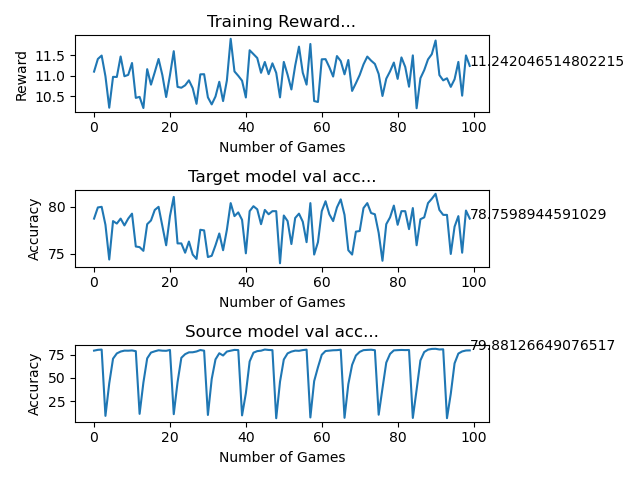 Training Reward...
Reward
11.5
11.0
10.5
11.242046514802215
0 20 40 60 80 100
Number of Games
Target model val acc...
Accuracy
80
75
78.7598944591029
0 20 40 60 80 100
Number of Games
Source model val acc...
Accuracy
75
50
25
79.88126649076517
0 20 40 60 80 100
Number of Games